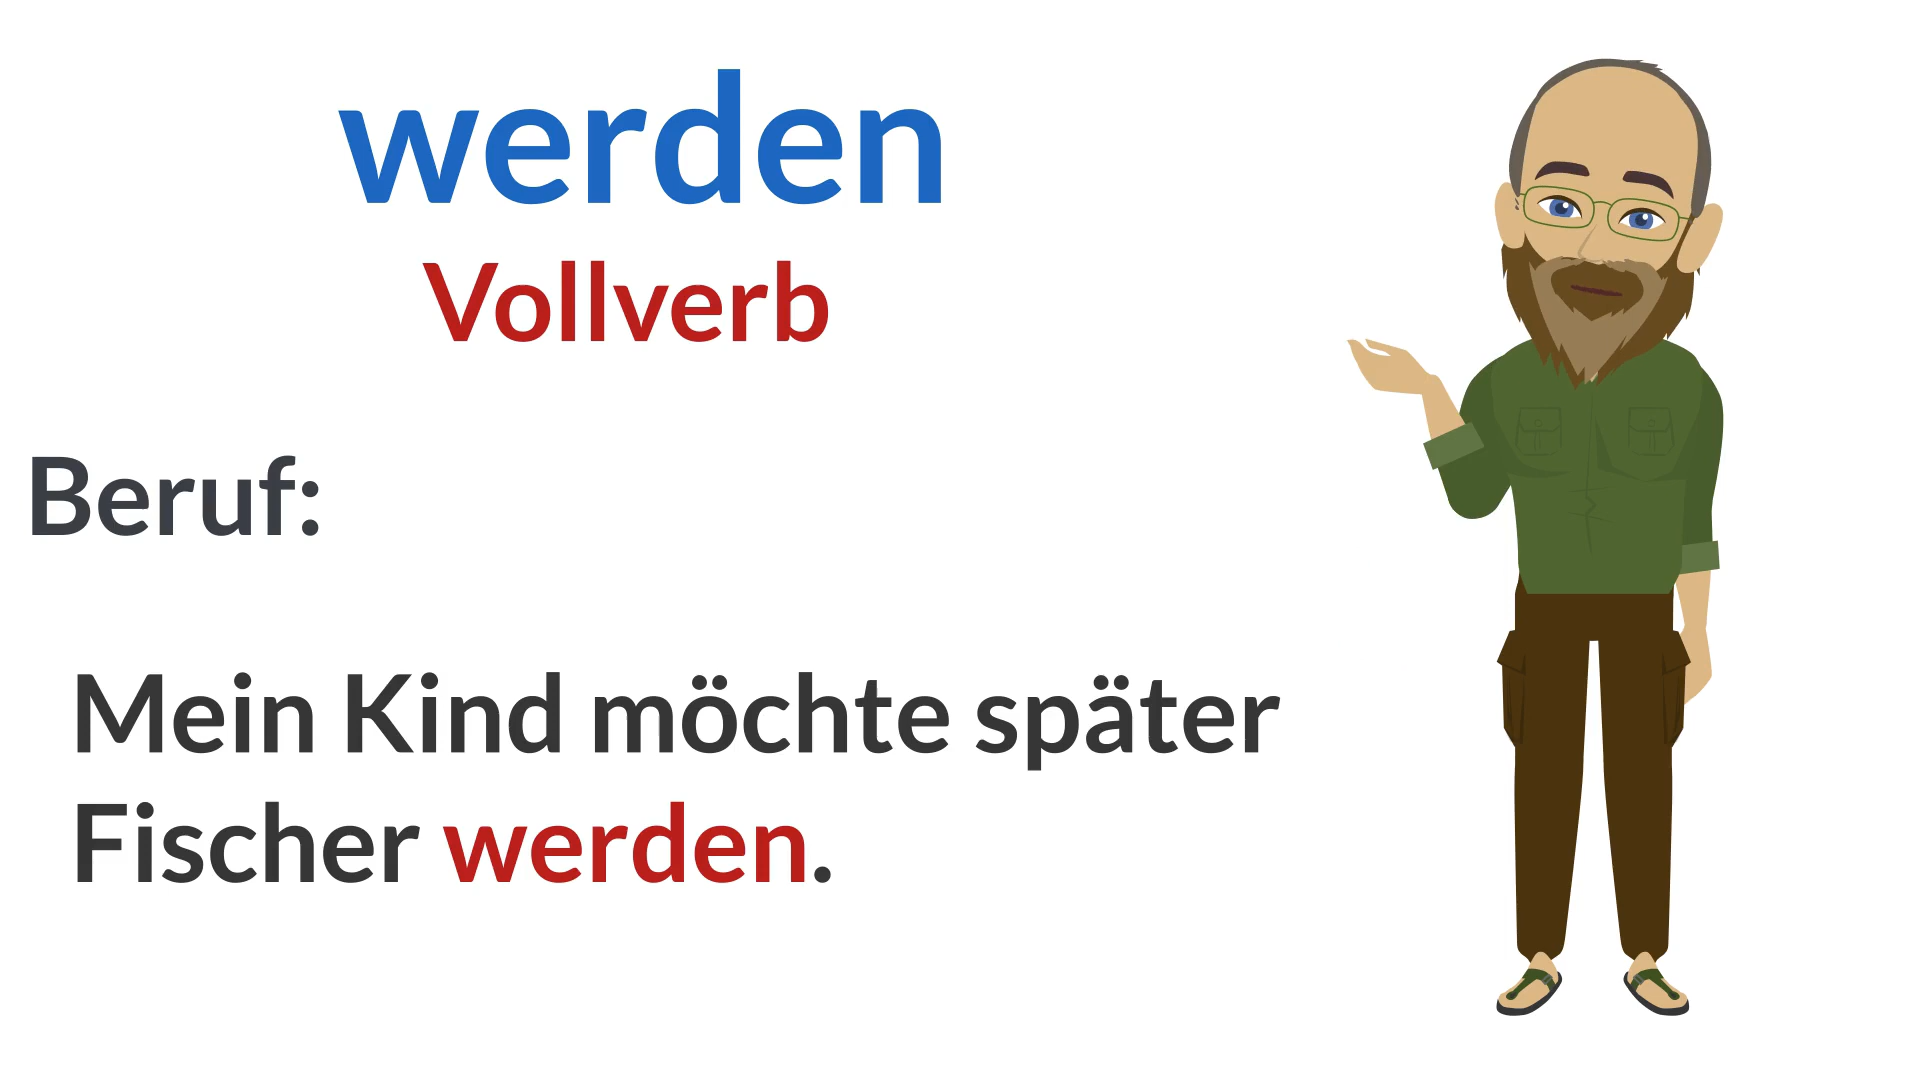 werden
Vollverb
Beruf:
Mein Kind möchte später
Fischer werden.